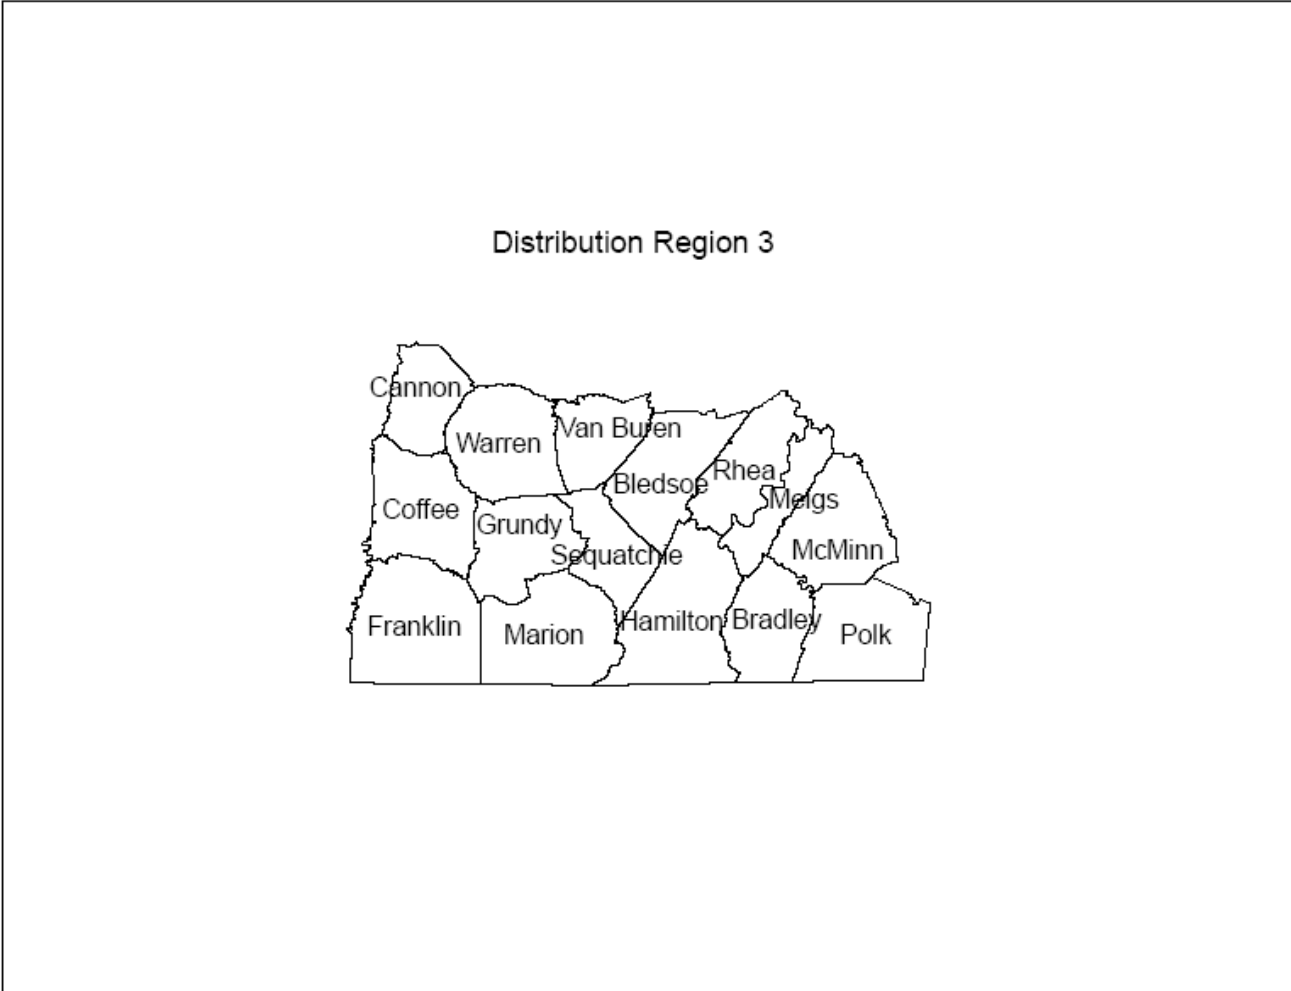 Distribution Region 3
Cannon
Warren
Van Buren
Bledsoe
Rhea
Meigs
Coffee
Grundy
Sequatchie
McMinn
Franklin
Marion
Hamilton
Bradley
Polk